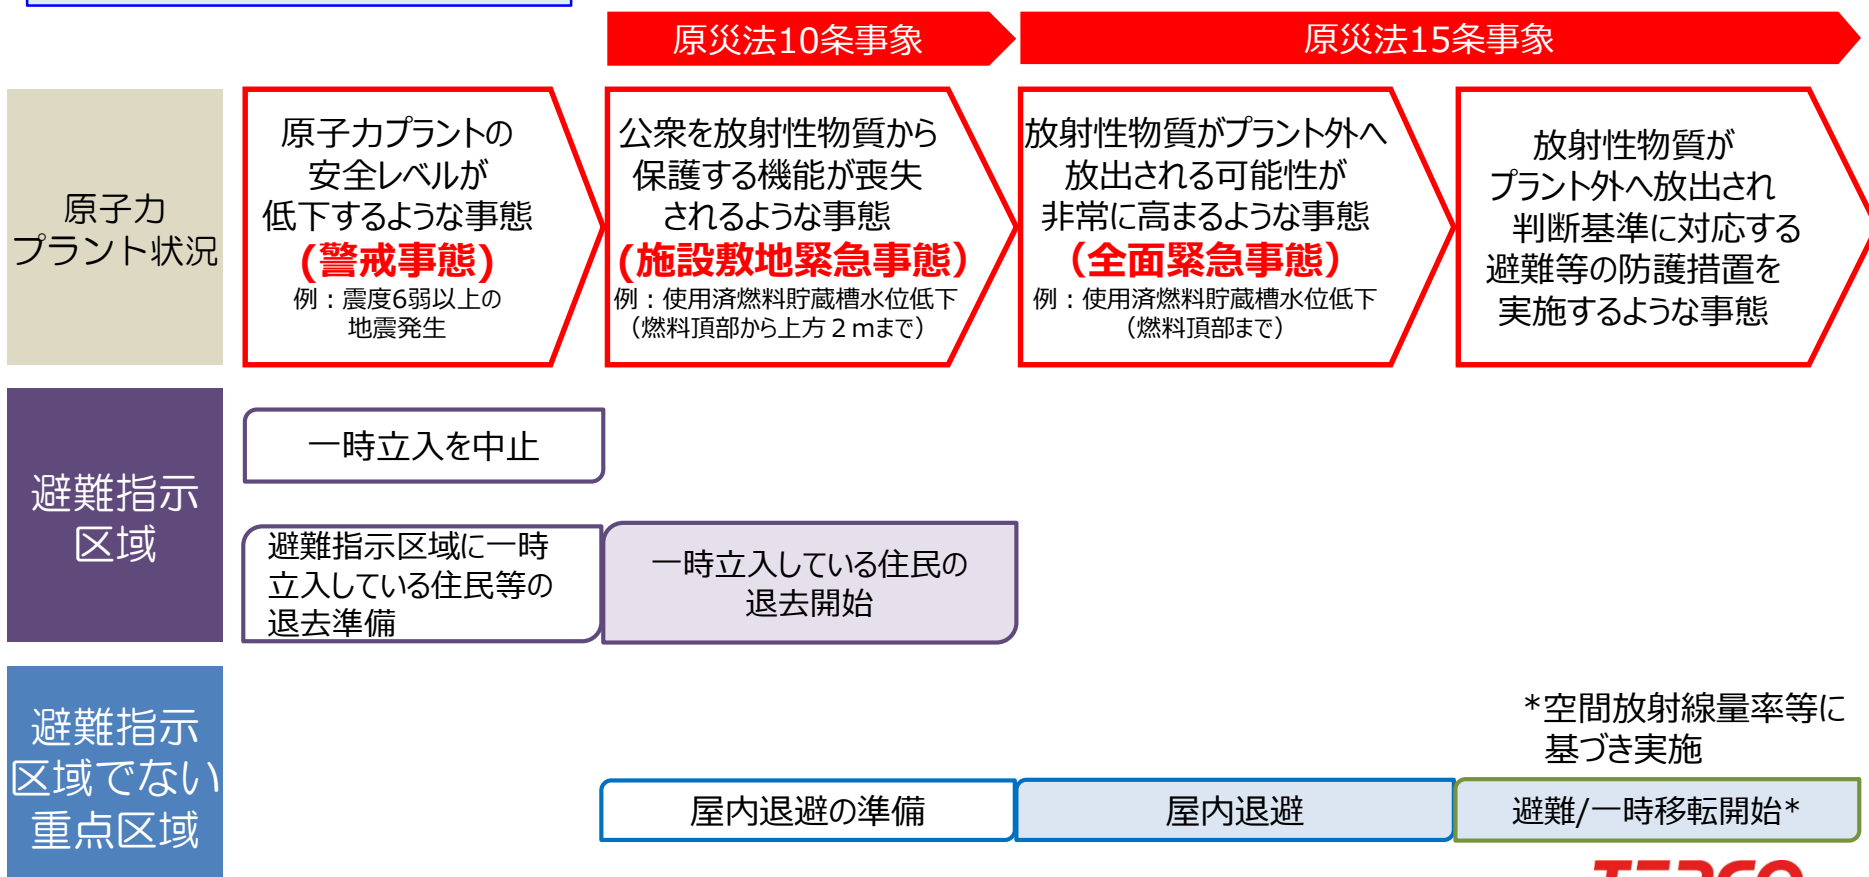 原災法10条事象
原災法15条事象
原子力
プラント状況
原子力プラントの
安全レベルが
低下するような事態
(警戒事態)
例：震度6弱以上の
地震発生
公衆を放射性物質から
保護する機能が喪失
されるような事態
(施設敷地緊急事態）
例：使用済燃料貯蔵槽水位低下
（燃料頂部から上方２ｍまで）
放射性物質がプラント外へ
放出される可能性が
非常に高まるような事態
（全面緊急事態）
例：使用済燃料貯蔵槽水位低下
（燃料頂部まで）
放射性物質が
プラント外へ放出され
判断基準に対応する
避難等の防護措置を
実施するような事態
避難指示
区域
一時立入を中止
避難指示区域に一時
立入している住民等の
退去準備
一時立入している住民の
退去開始
避難指示
区域でない
重点区域
*空間放射線量率等に
基づき実施
屋内退避の準備
屋内退避
避難/一時移転開始*
TEPCO